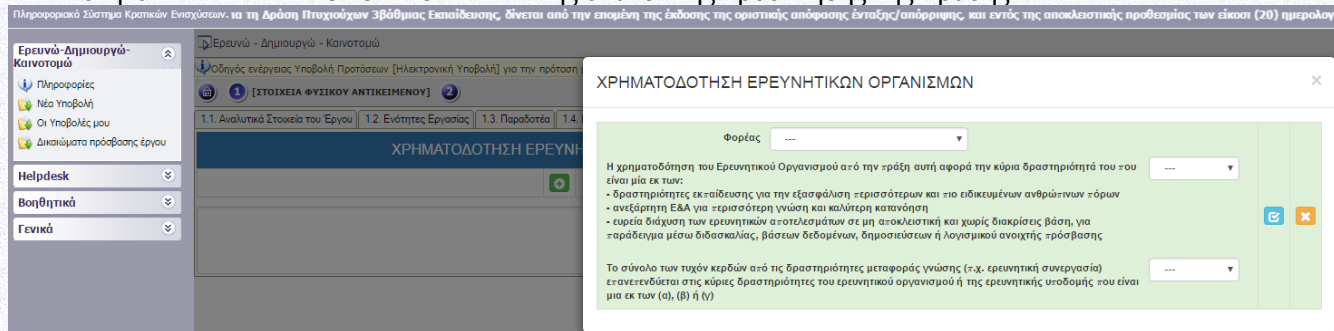 Πληροφοριακό Σύστημα Κρατικών Ενισχύσεων. ια τη Δράση Πτυχιούχων 3βάθμιας Εκπαίδευσης, δίνεται από την επομένη της έκδοσης της οριστικής απόφασης ένταξης/απόρριψης, και εντός της αποκλειστικής προθεσμίας των είκοσι (20) ημερολογ
Ερευνώ-Δημιουργώ-
Καινοτομώ
Πληροφορίες
Νέα Υποβολή
Οι Υποβολές μου
Δικαιώματα πρόσβασης έργου
Helpdesk
Βοηθητικά
Γενικά
Ερευνώ - Δημιουργώ - Καινοτομώ
Οδηγός ενέργειας Υποβολή Προτάσεων [Ηλεκτρονική Υποβολή] για την πρόταση
1 [ΣΤΟΙΧΕΙΑ ΦΥΣΙΚΟΥ ΑΝΤΙΚΕΙΜΕΝΟΥ] 2
1.1. Αναλυτικά Στοιχεία του Έργου 1.2. Ενότητες Εργασίας 1.3. Παραδοτέα 1.4.
ΧΡΗΜΑΤΟΔΟΤΗΣΗ ΕΡΕΥΝΗ
ΧΡΗΜΑΤΟΔΟΤΗΣΗ ΕΡΕΥΝΗΤΙΚΩΝ ΟΡΓΑΝΙΣΜΩΝ ×
Φορέας ---
Η χρηματοδότηση του Ερευνητικού Οργανισμού από την πράξη αυτή αφορά την κύρια δραστηριότητά του που ---
είναι μία εκ των:
- δραστηριότητες εκπαίδευσης για την εξασφάλιση περισσότερων και πιο ειδικευμένων ανθρώπινων πόρων
- ανεξάρτητη Ε&Α για περισσότερη γνώση και καλύτερη κατανόηση
- ευρεία διάχυση των ερευνητικών αποτελεσμάτων σε μη αποκλειστική και χωρίς διακρίσεις βάση, για
παράδειγμα μέσω διδασκαλίας, βάσεων δεδομένων, δημοσιεύσεων ή λογισμικού ανοιχτής πρόσβασης
Το σύνολο των τυχόν κερδών από τις δραστηριότητες μεταφοράς γνώσης (π.χ. ερευνητική συνεργασία) ---
επανεπενδύεται στις κύριες δραστηριότητες του ερευνητικού οργανισμού ή της ερευνητικής υποδομής που είναι
μια εκ των (α), (β) ή (γ)